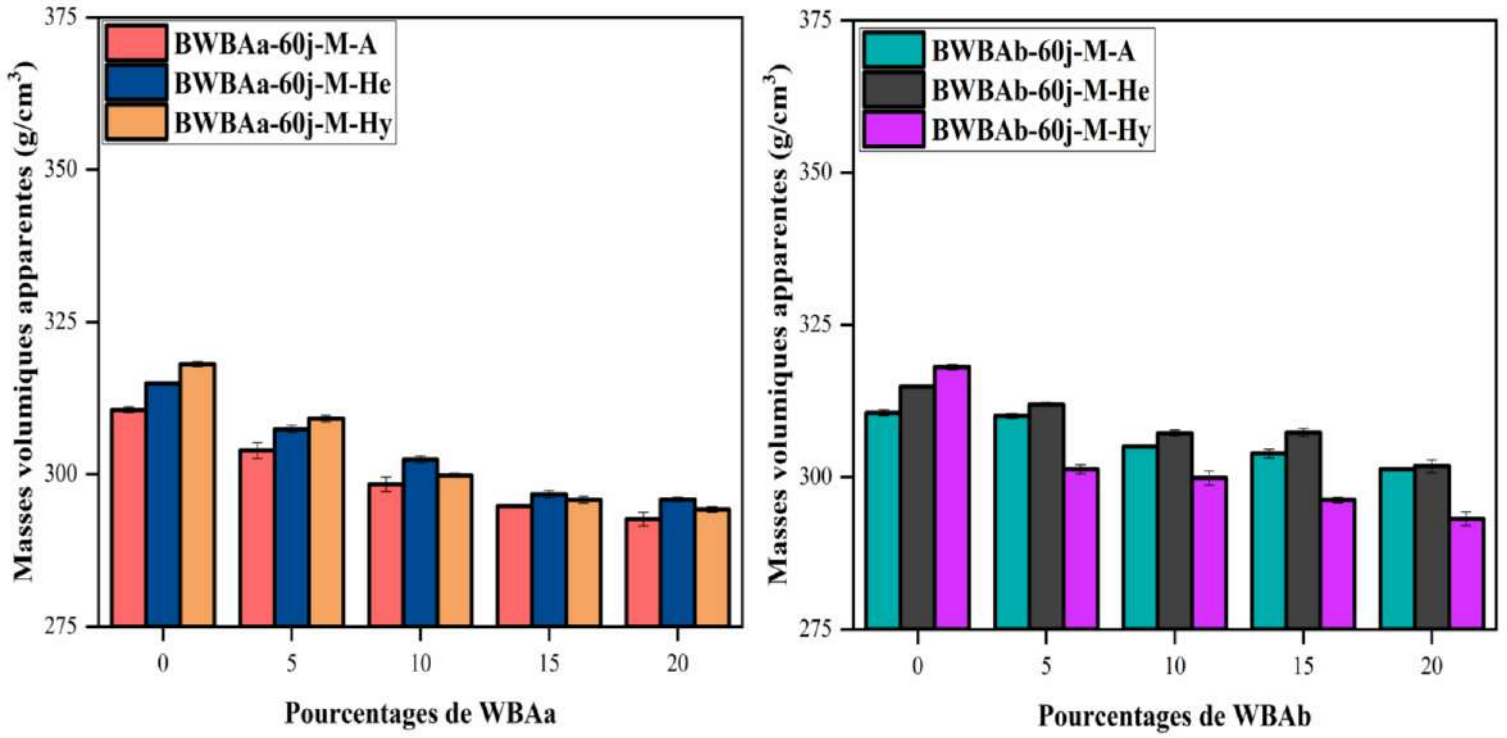 Masses volumiques apparentes (g/cm³)
375
350
325
300
275
BWBAa-60j-M-A
BWBAa-60j-M-He
BWBAa-60j-M-Hy
0 5 10 15 20
Pourcentages de WBAa
Masses volumiques apparentes (g/cm³)
375
350
325
300
275
BWBAb-60j-M-A
BWBAb-60j-M-He
BWBAb-60j-M-Hy
0 5 10 15 20
Pourcentages de WBAb